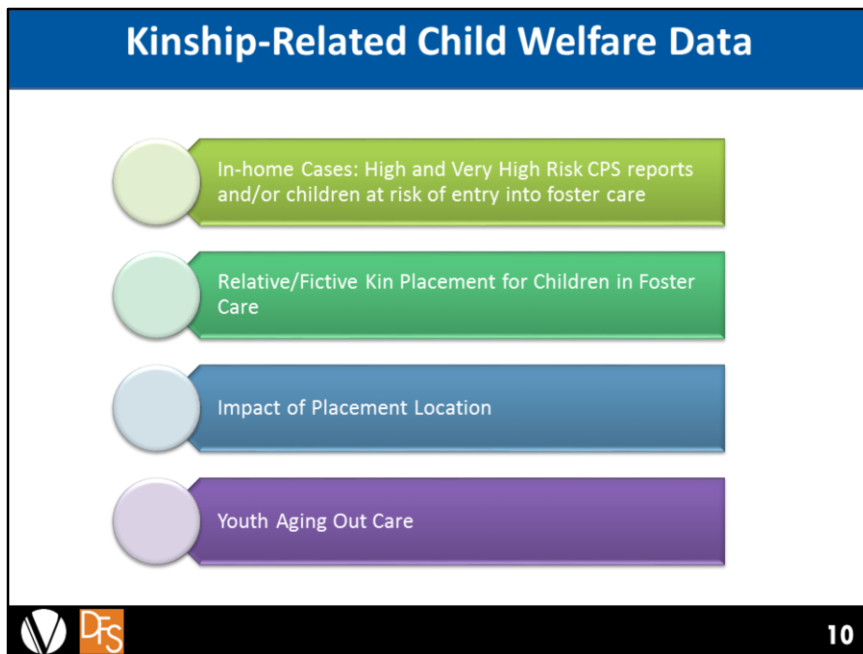 Kinship-Related Child Welfare Data
In-home Cases: High and Very High Risk CPS reports
and/or children at risk of entry into foster care
Relative/Fictive Kin Placement for Children in Foster
Care
Impact of Placement Location
Youth Aging Out Care
V DFS 10